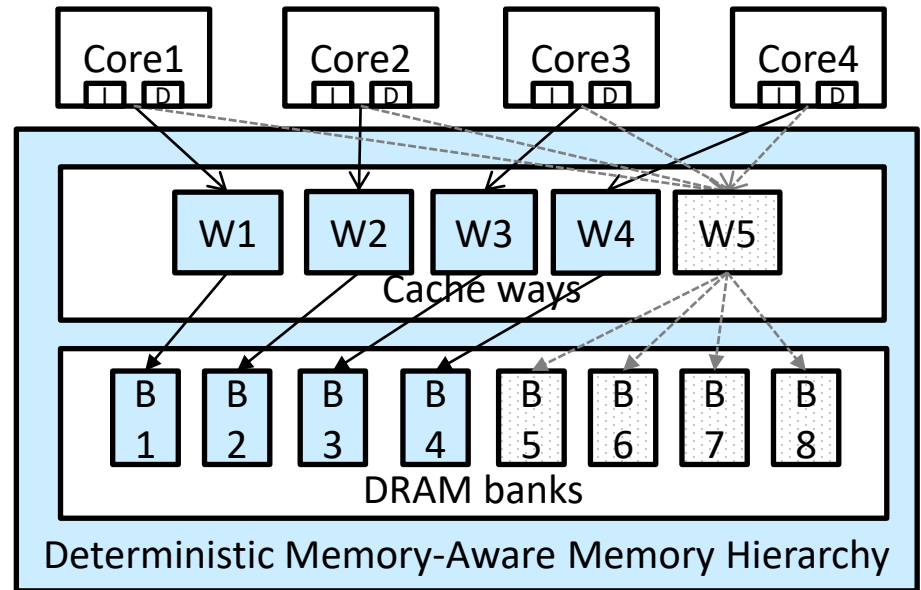 Core1 Core2 Core3 Core4
I D I D I D I D
W1 W2 W3 W4 W5
Cache ways
B B B B B B B B
1 2 3 4 5 6 7 8
DRAM banks
Deterministic Memory-Aware Memory Hierarchy